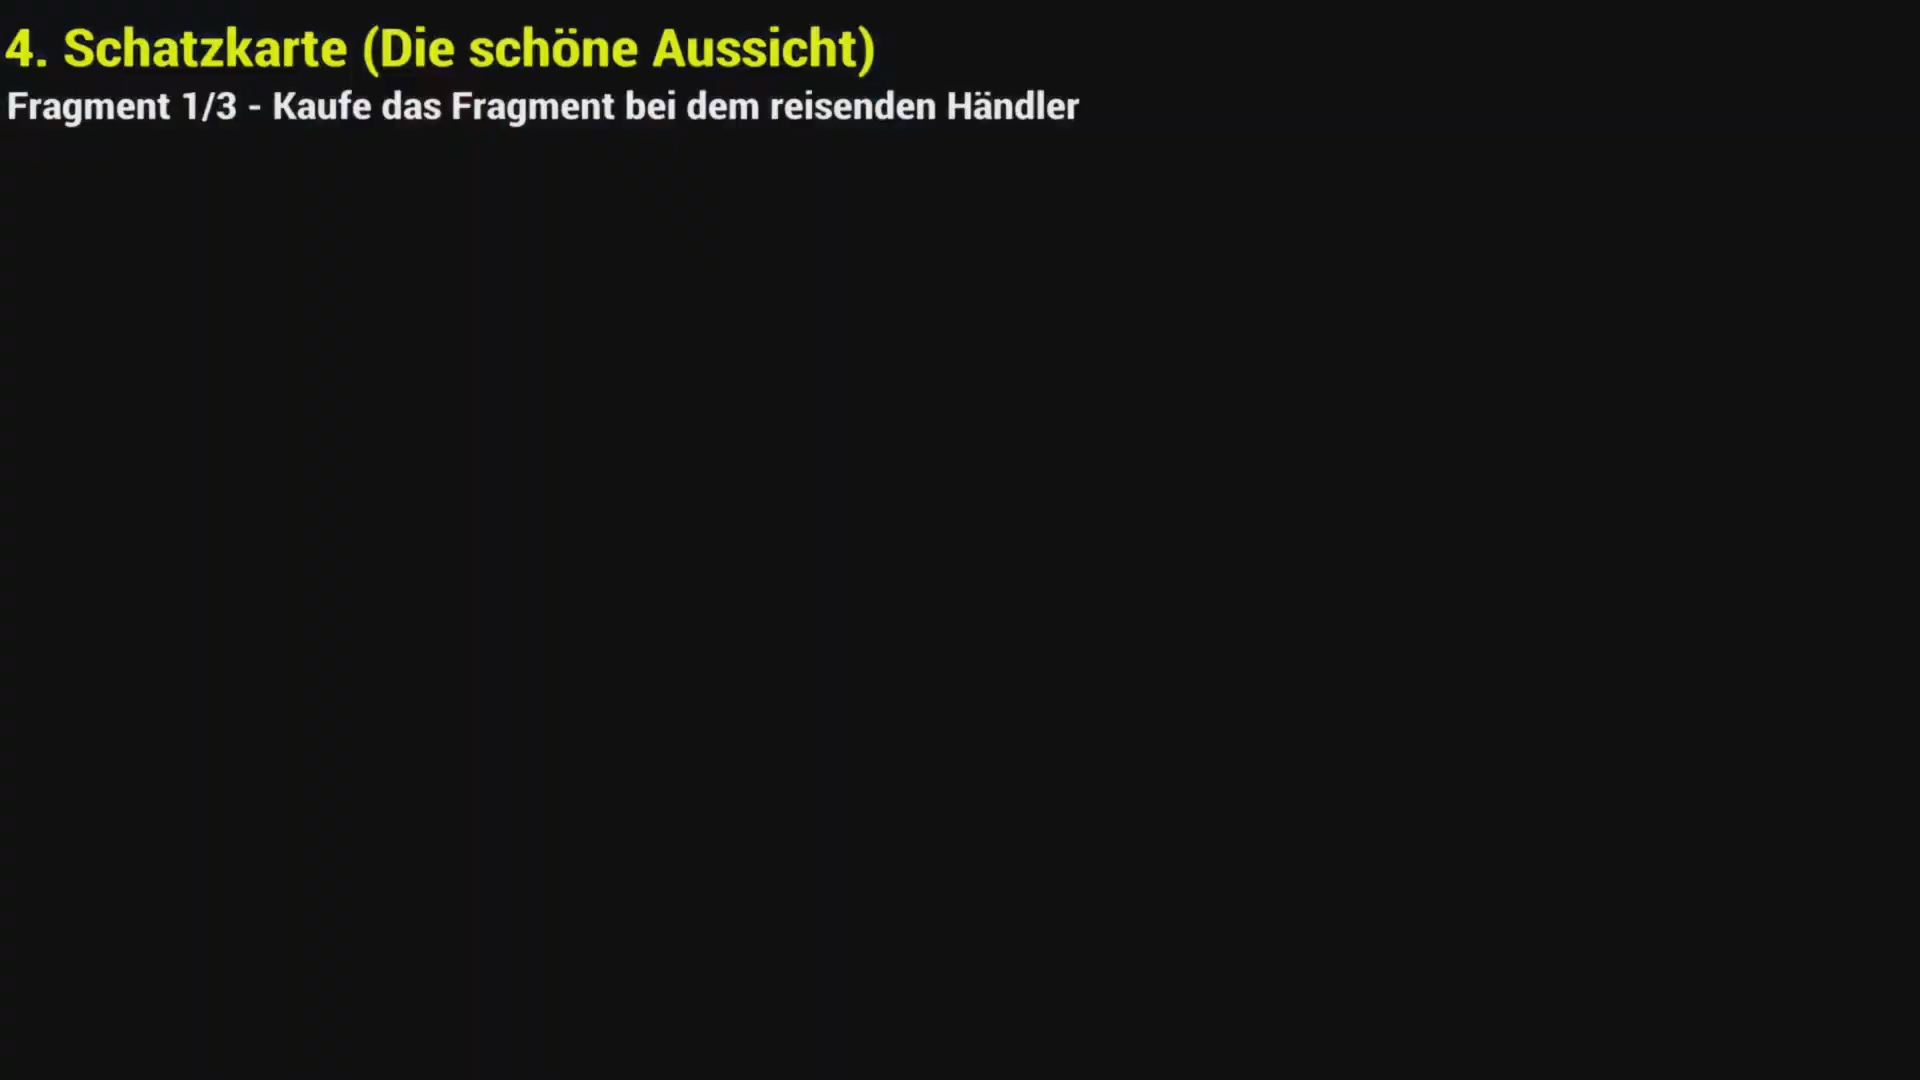 4. Schatzkarte (Die schöne Aussicht)
Fragment 1/3 - Kaufe das Fragment bei dem reisenden Händler